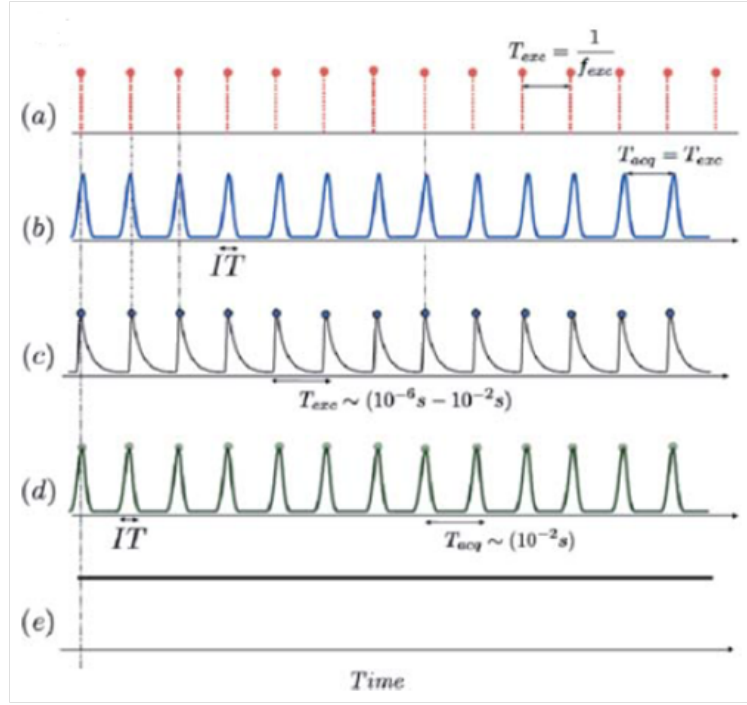 T_exc = 1/f_exc
(a)
T_acq = T_exc
(b)
IT
(c)
T_exc ∼ (10⁻⁶s − 10⁻²s)
(d)
IT
T_acq ∼ (10⁻²s)
(e)
Time